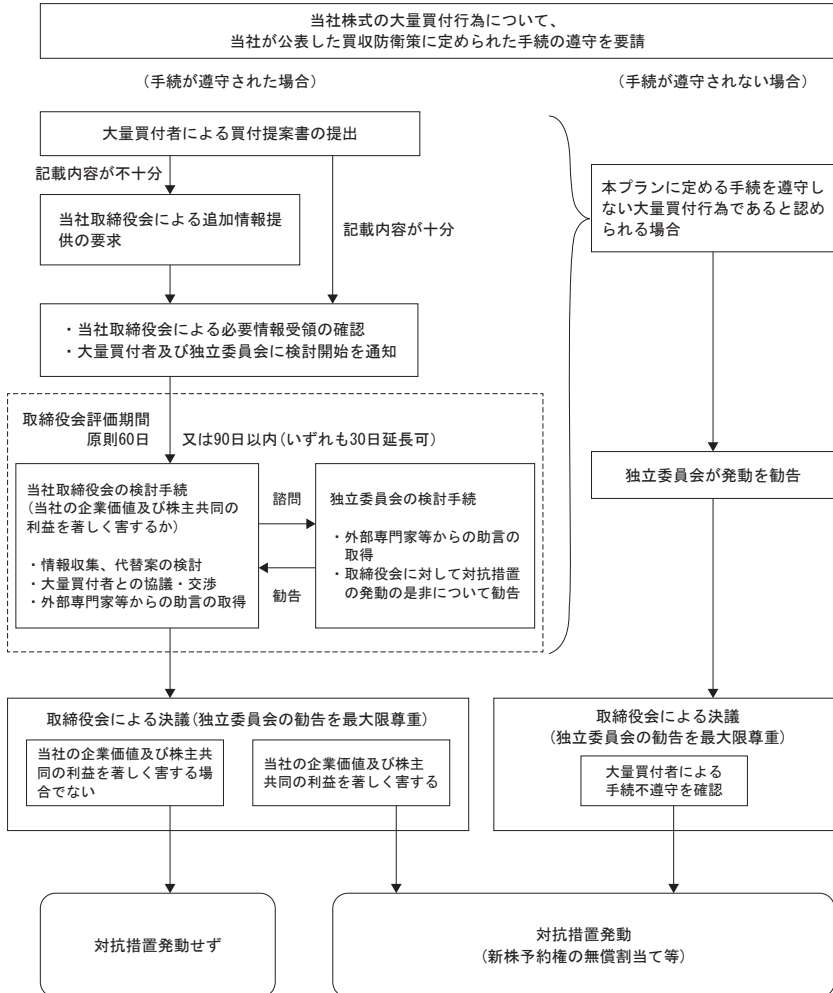 当社株式の大量買付行為について、
当社が公表した買収防衛策に定められた手続の遵守を要請
(手続が遵守された場合)
(手続が遵守されない場合)
大量買付者による買付提案書の提出
記載内容が不十分
当社取締役会による追加情報提
供の要求
記載内容が十分
本プランに定める手続を遵守し
ない大量買付行為であると認め
られる場合
・当社取締役会による必要情報受領の確認
・大量買付者及び独立委員会に検討開始を通知
取締役会評価期間
原則60日 又は90日以内(いずれも30日延長可)
当社取締役会の検討手続
(当社の企業価値及び株主共同の
利益を著しく害するか)
・情報収集、代替案の検討
・大量買付者との協議・交渉
・外部専門家等からの助言の取得
諮問
勧告
独立委員会の検討手続
・外部専門家等からの助言の
取得
・取締役会に対して対抗措置
の発動の是非について勧告
独立委員会が発動を勧告
取締役会による決議(独立委員会の勧告を最大限尊重)
当社の企業価値及び株主共
同の利益を著しく害する場
合でない
当社の企業価値及び株主
共同の利益を著しく害する
取締役会による決議
(独立委員会の勧告を最大限尊重)
大量買付者による
手続不遵守を確認
対抗措置発動せず
対抗措置発動
(新株予約権の無償割当て等)